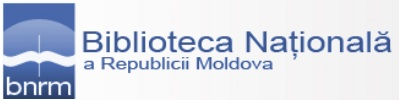 Biblioteca Națională
a Republicii Moldova
bnrm